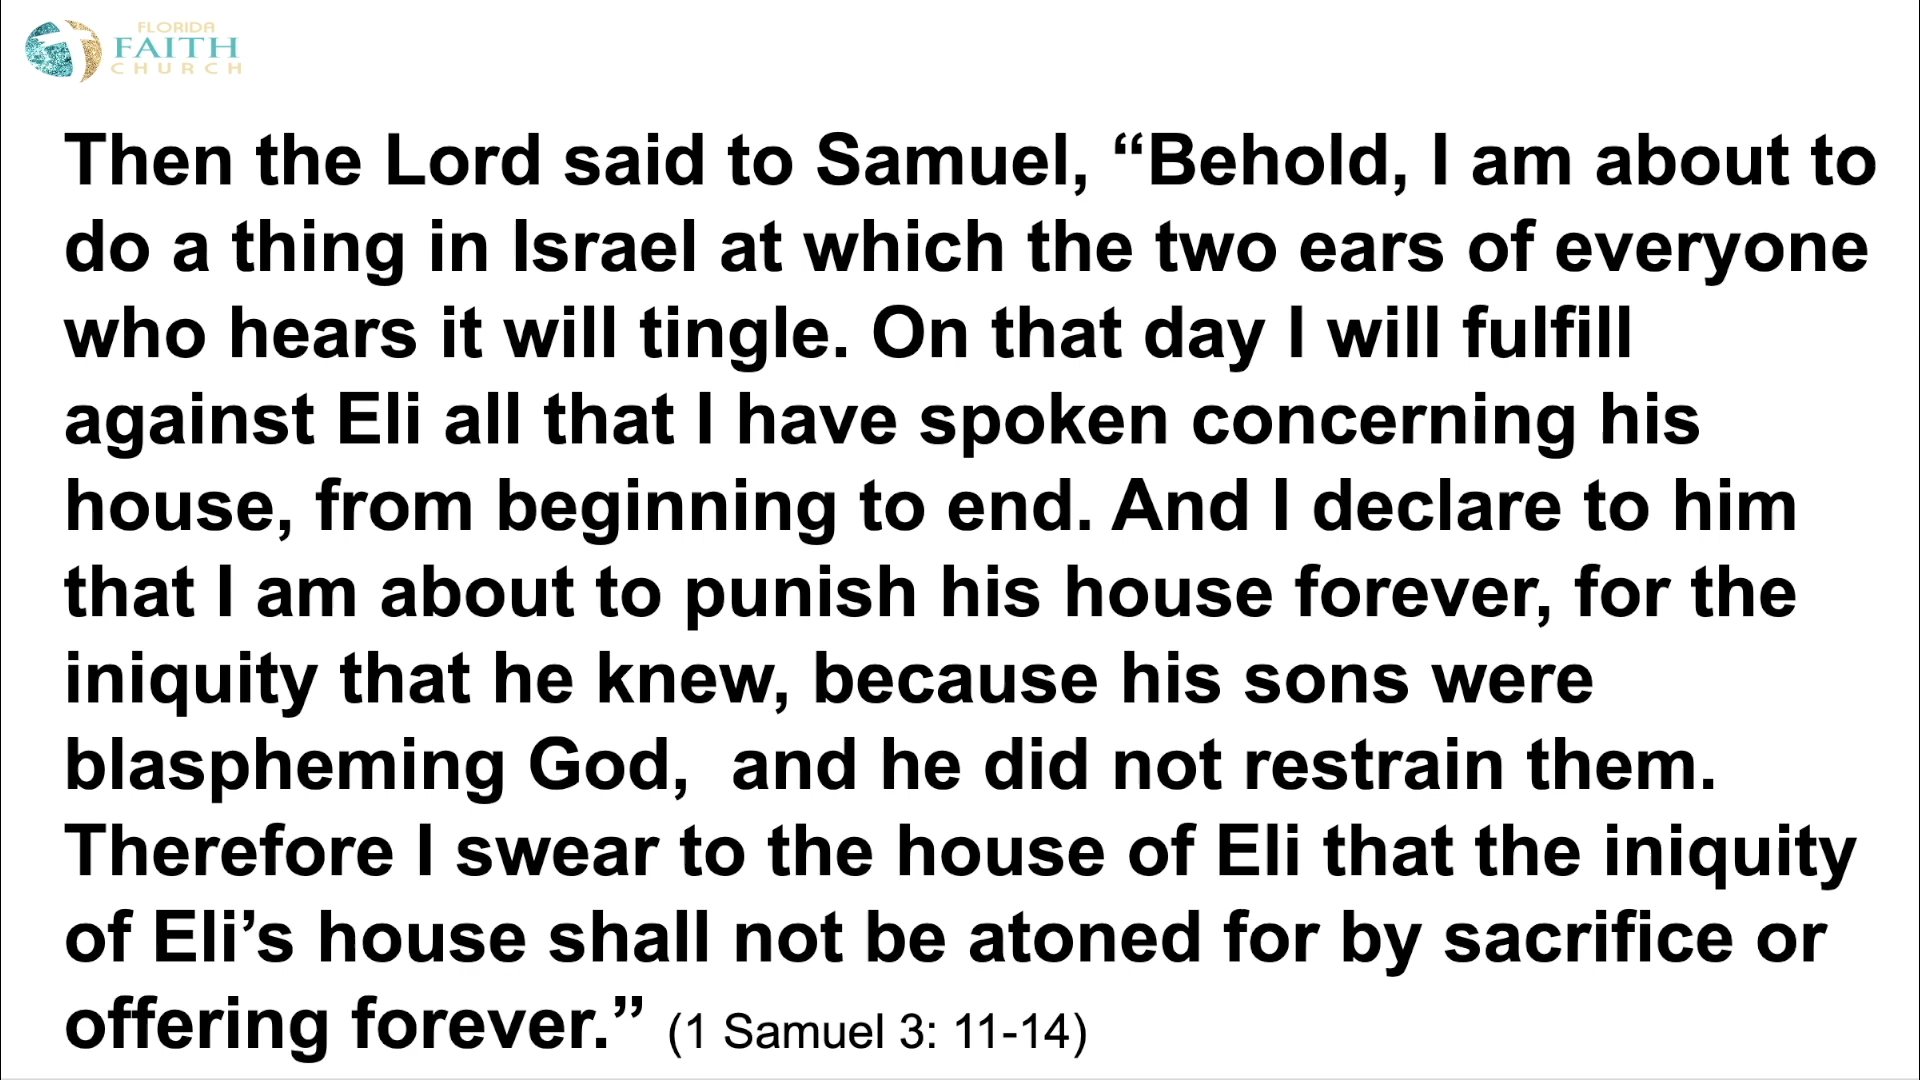 FLORIDA
FAITH
CHURCH
Then the Lord said to Samuel, “Behold, I am about to
do a thing in Israel at which the two ears of everyone
who hears it will tingle. On that day I will fulfill
against Eli all that I have spoken concerning his
house, from beginning to end. And I declare to him
that I am about to punish his house forever, for the
iniquity that he knew, because his sons were
blaspheming God,  and he did not restrain them.
Therefore I swear to the house of Eli that the iniquity
of Eli’s house shall not be atoned for by sacrifice or
offering forever.” (1 Samuel 3: 11-14)